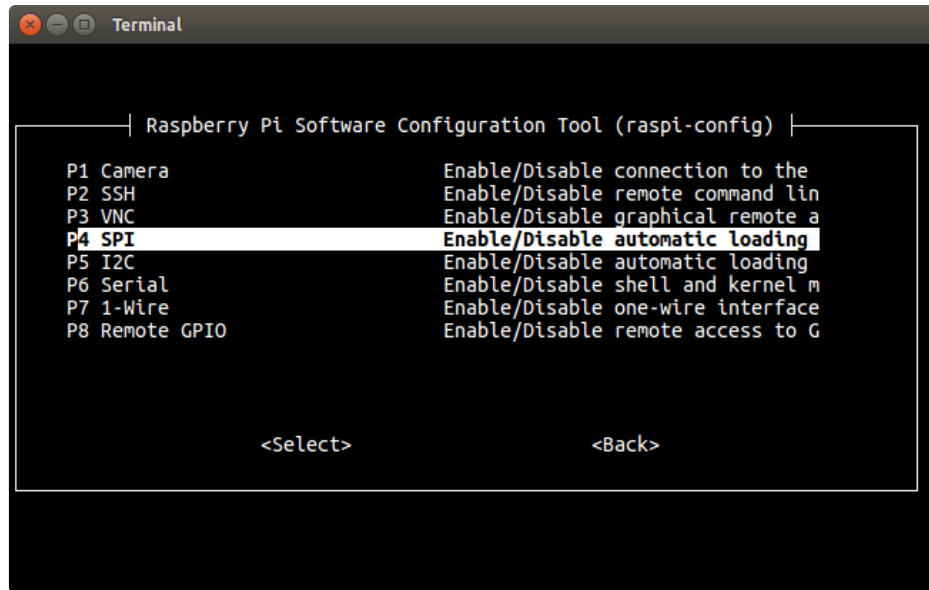 Terminal
Raspberry Pi Software Configuration Tool (raspi-config)
P1 Camera Enable/Disable connection to the
P2 SSH Enable/Disable remote command lin
P3 VNC Enable/Disable graphical remote a
P4 SPI Enable/Disable automatic loading
P5 I2C Enable/Disable automatic loading
P6 Serial Enable/Disable shell and kernel m
P7 1-Wire Enable/Disable one-wire interface
P8 Remote GPIO Enable/Disable remote access to G
<Select> <Back>